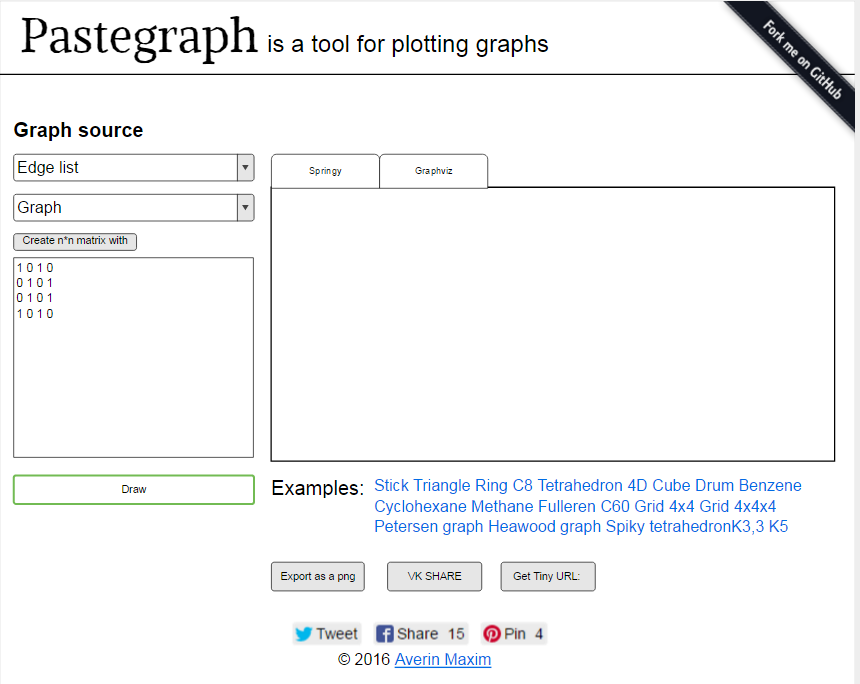 Pastegraph is a tool for plotting graphs
Fork me on GitHub
Graph source
Edge list
Graph
Create n*n matrix with
1 0 1 0
0 1 0 1
0 1 0 1
1 0 1 0
Draw
Springy
Graphviz
Examples: Stick Triangle Ring C8 Tetrahedron 4D Cube Drum Benzene
Cyclohexane Methane Fulleren C60 Grid 4x4 Grid 4x4x4
Petersen graph Heawood graph Spiky tetrahedronK3,3 K5
Export as a png
VK SHARE
Get Tiny URL:
Tweet Share 15 Pin 4
© 2016 Averin Maxim